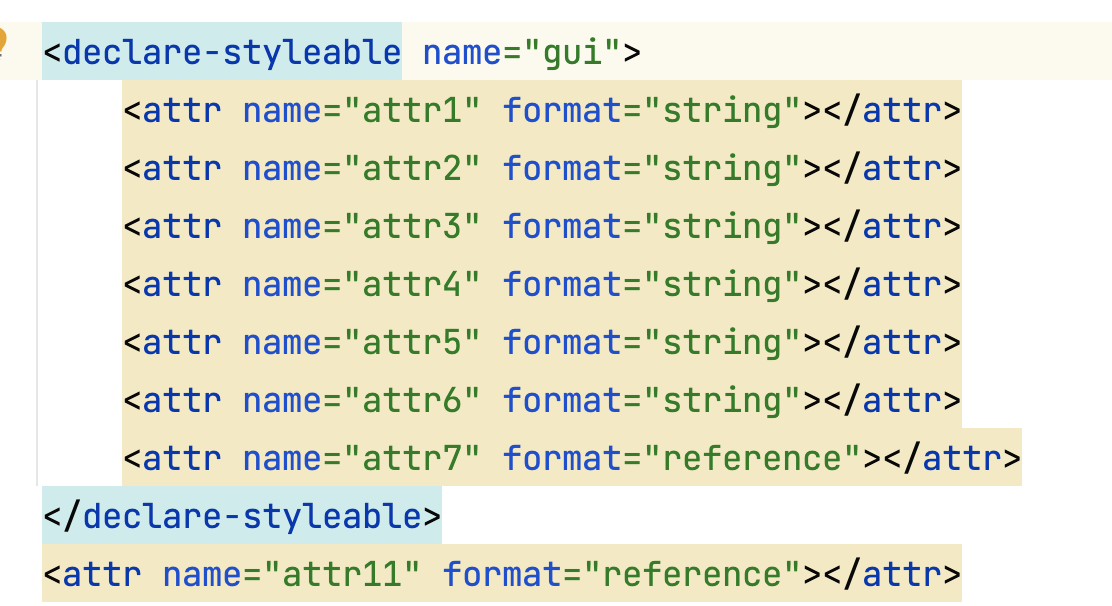 <declare-styleable name="gui">
<attr name="attr1" format="string"></attr>
<attr name="attr2" format="string"></attr>
<attr name="attr3" format="string"></attr>
<attr name="attr4" format="string"></attr>
<attr name="attr5" format="string"></attr>
<attr name="attr6" format="string"></attr>
<attr name="attr7" format="reference"></attr>
</declare-styleable>
<attr name="attr11" format="reference"></attr>